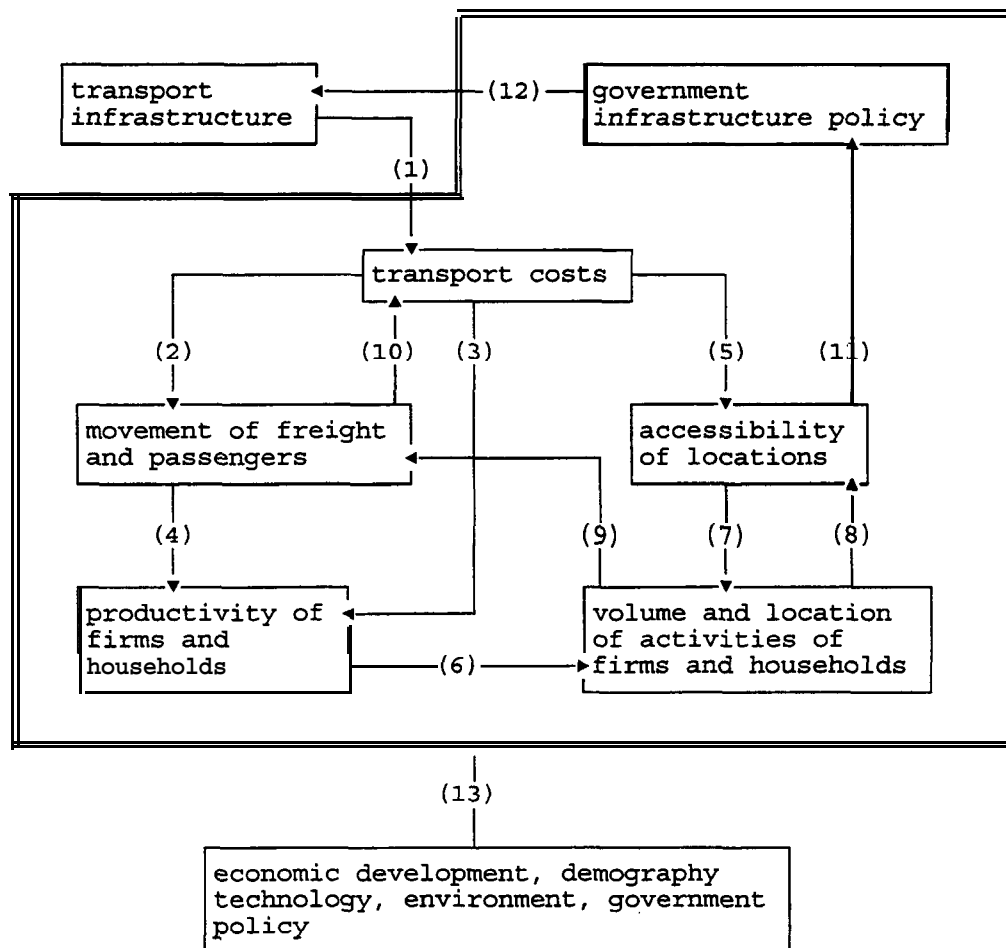 transport
infrastructure
(12)
government
infrastructure policy
(1)
transport costs
(2)
(10)
(3)
(5)
(11)
movement of freight
and passengers
accessibility
of locations
(4)
(9)
(7)
(8)
productivity of
firms and
households
(6)
volume and location
of activities of
firms and households
(13)
economic development, demography
technology, environment, government
policy